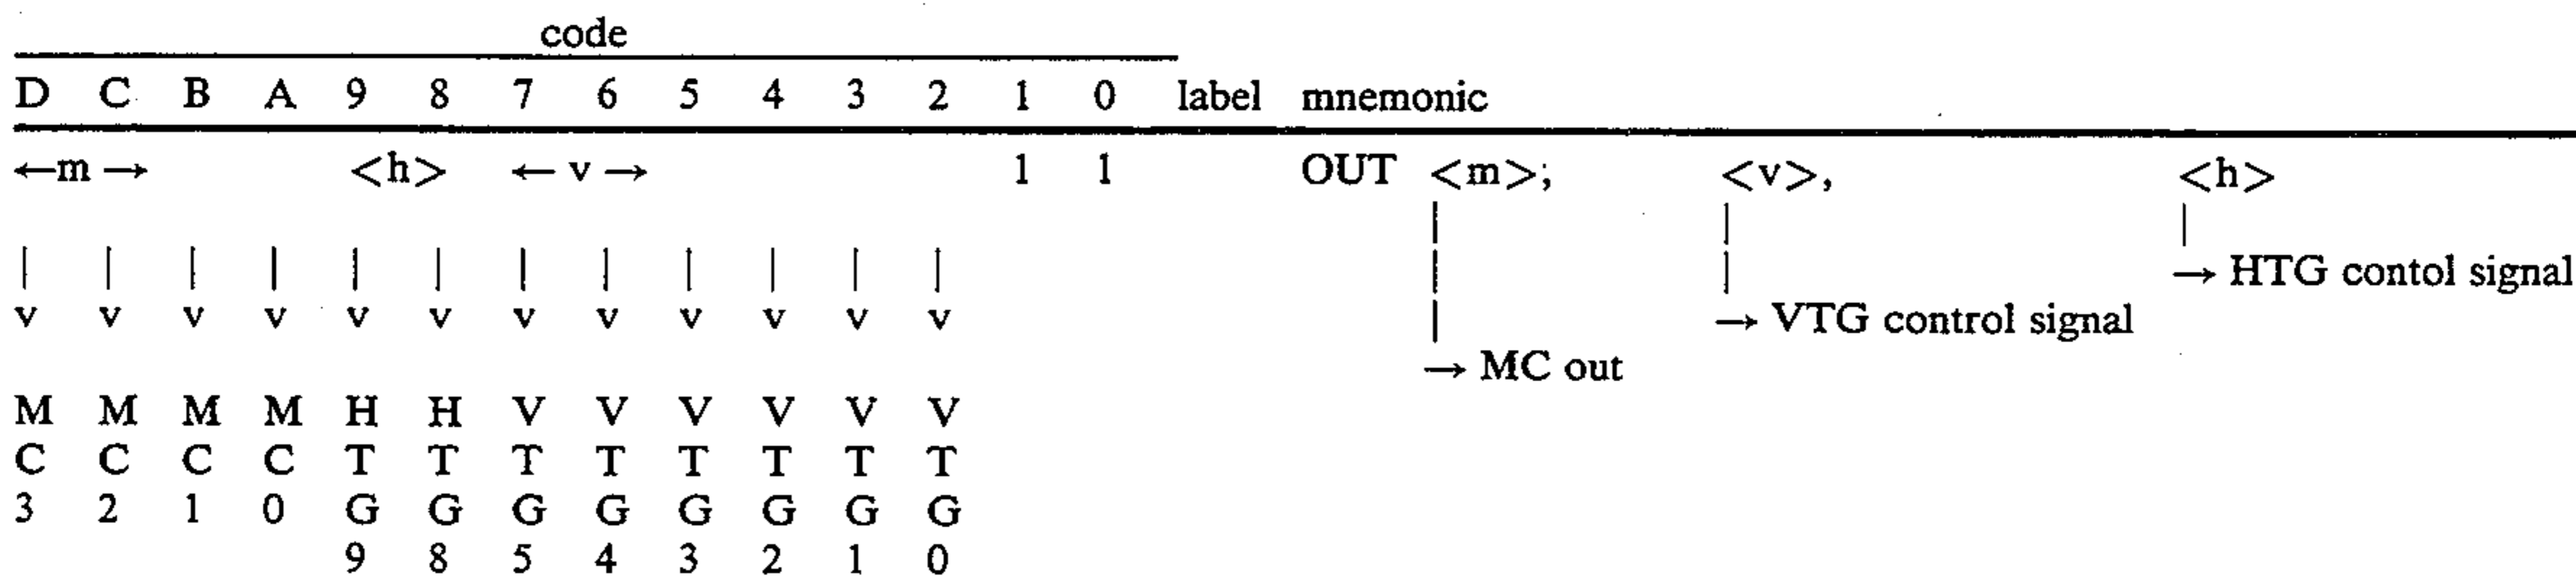 code
D C B A 9 8 7 6 5 4 3 2 1 0 label mnemonic
←m→ <h> ←v→ 1 1 OUT <m>; <v>, <h>
| | | | | | | | | | | | → HTG contol signal
v v v v v v v v v v v v → VTG control signal
→ MC out
M M M M H H V V V V V V
C C C C T T T T T T T T
3 2 1 0 G G G G G G G G
9 8 5 4 3 2 1 0